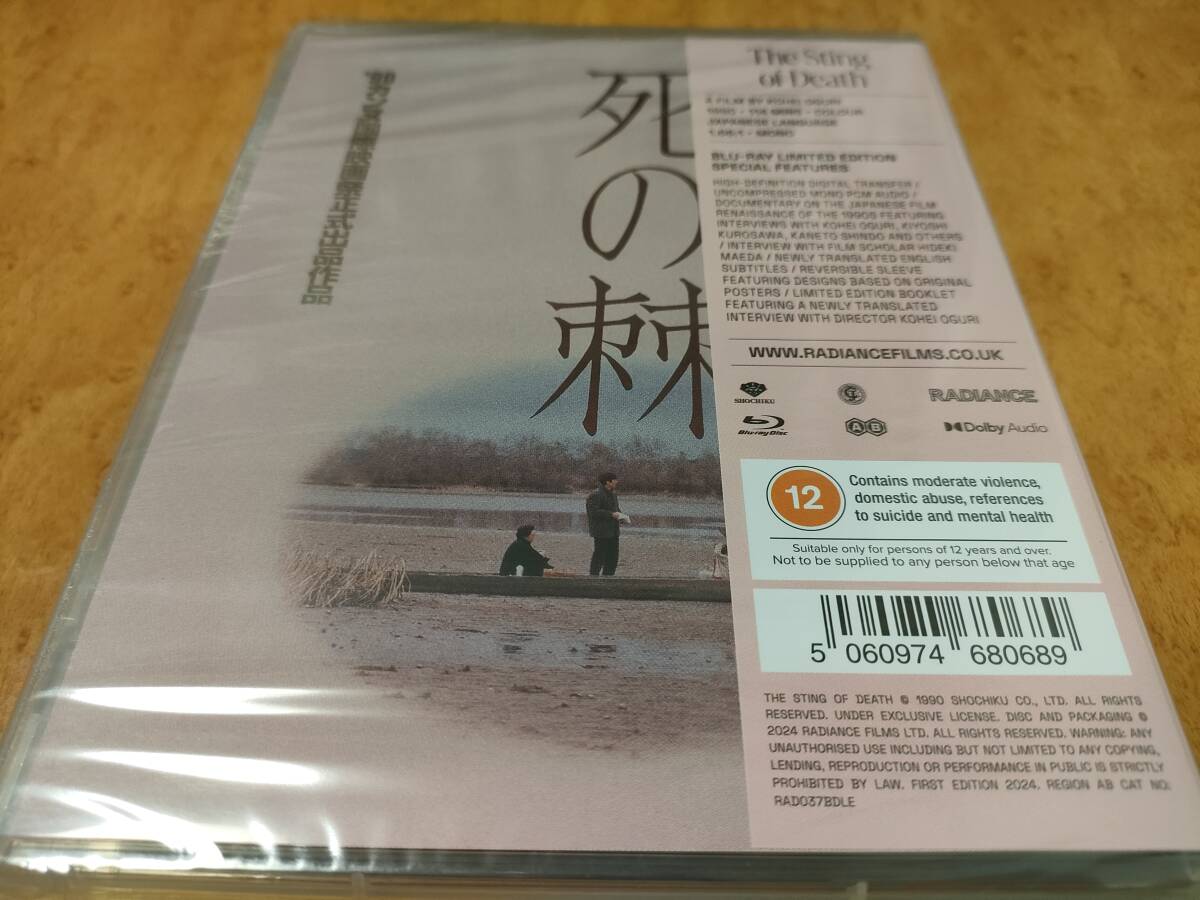 死の棘
The Sting
of Death
A FILM BY KOHEI OGURI
JAPANESE LANGUAGE
BLU-RAY LIMITED EDITION
SPECIAL FEATURES:
HIGH-DEFINITION DIGITAL TRANSFER /
UNCOMPRESSED MONO PCM AUDIO /
DOCUMENTARY ON THE JAPANESE FILM
RENAISSANCE OF THE 1990S FEATURING
INTERVIEWS WITH KOHEI OGURI, KIYOSHI
KUROSAWA, KANETO SHINDO AND OTHERS
/ INTERVIEW WITH FILM SCHOLAR HIDEKI
MAEDA / NEWLY TRANSLATED ENGLISH
SUBTITLES / REVERSIBLE SLEEVE
FEATURING DESIGNS BASED ON ORIGINAL
POSTERS / LIMITED EDITION BOOKLET
FEATURING A NEWLY TRANSLATED
INTERVIEW WITH DIRECTOR KOHEI OGURI
WWW.RADIANCEFILMS.CO.UK
SHOCHIKU RADIANCE
Blu-ray Disc A B Dolby Audio
12
Contains moderate violence,
domestic abuse, references
to suicide and mental health
Suitable only for persons of 12 years and over.
Not to be supplied to any person below that age
5 060974 680689
THE STING OF DEATH © 1990 SHOCHIKU CO., LTD. ALL RIGHTS
RESERVED. UNDER EXCLUSIVE LICENSE. DISC AND PACKAGING ©
2024 RADIANCE FILMS LTD. ALL RIGHTS RESERVED. WARNING: ANY
UNAUTHORISED USE INCLUDING BUT NOT LIMITED TO ANY COPYING,
LENDING, REPRODUCTION OR PERFORMANCE IN PUBLIC IS STRICTLY
PROHIBITED BY LAW. FIRST EDITION 2024. REGION AB CAT NO:
RAD037BDLE